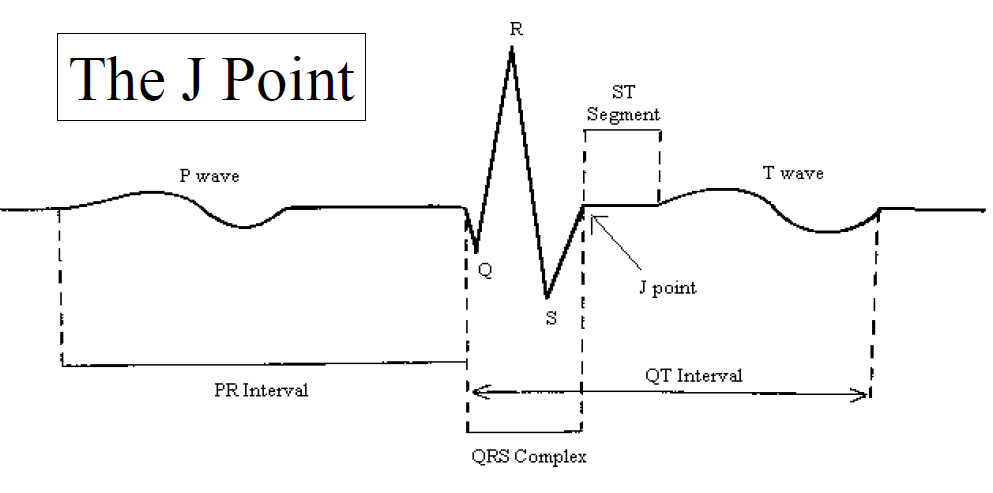 The J Point
R
ST
Segment
P wave
T wave
Q
J point
S
QT Interval
PR Interval
QRS Complex